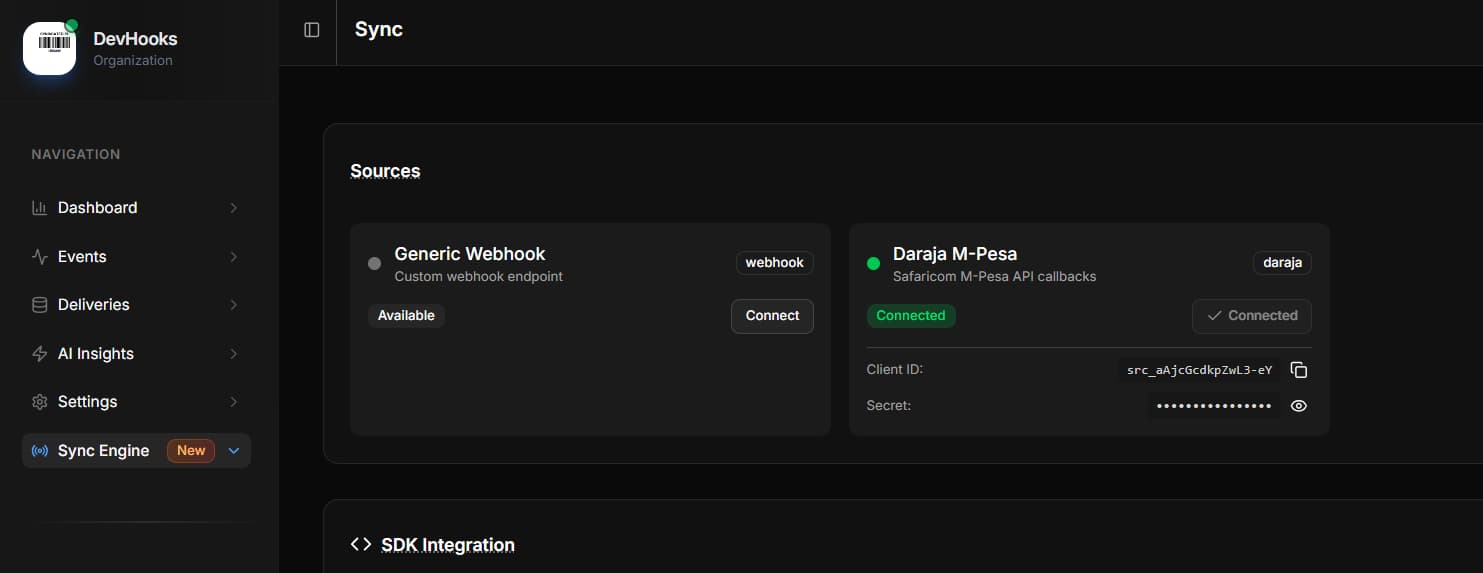 DevHooks
Organization
Sync
NAVIGATION
Dashboard
Events
Deliveries
AI Insights
Settings
Sync Engine New
Sources
Generic Webhook
Custom webhook endpoint
webhook
Available
Connect
Daraja M-Pesa
Safaricom M-Pesa API callbacks
daraja
Connected
Connected
Client ID: src_aAjcGcdkpZwL3-eY
Secret: ••••••••••••••••
SDK Integration